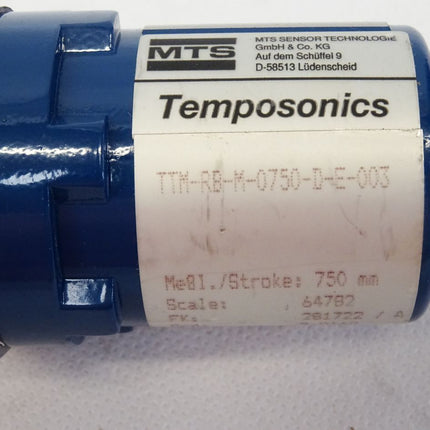 MTS
MTS SENSOR TECHNOLOGIE
GmbH & Co. KG
Auf dem Schüffel 9
D-58513 Lüdenscheid
Temposonics
TTM-RB-M-0750-D-E-003
Meßl./Stroke: 750 mm
Scale: , 64782
281722 / A